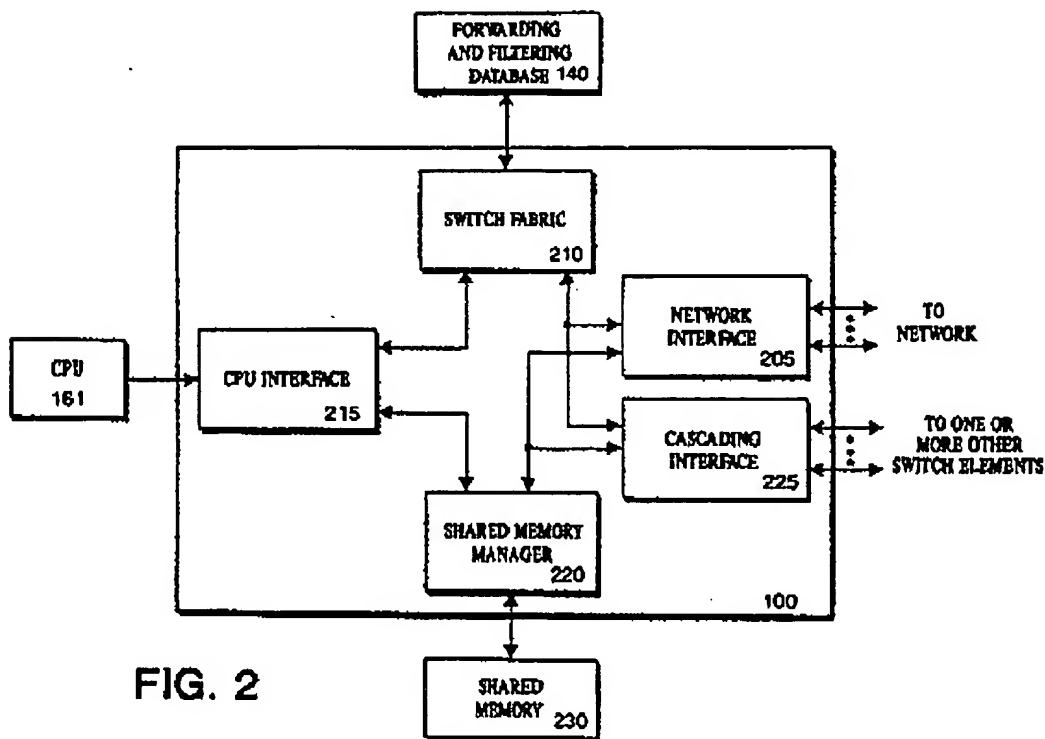 FORWARDING
AND FILTERING
DATABASE 140
SWITCH FABRIC
210
NETWORK
INTERFACE
205
TO
NETWORK
CPU
161
CPU INTERFACE
215
CASCADING
INTERFACE
225
TO ONE OR
MORE OTHER
SWITCH ELEMENTS
SHARED MEMORY
MANAGER
220
100
SHARED
MEMORY
230
FIG. 2